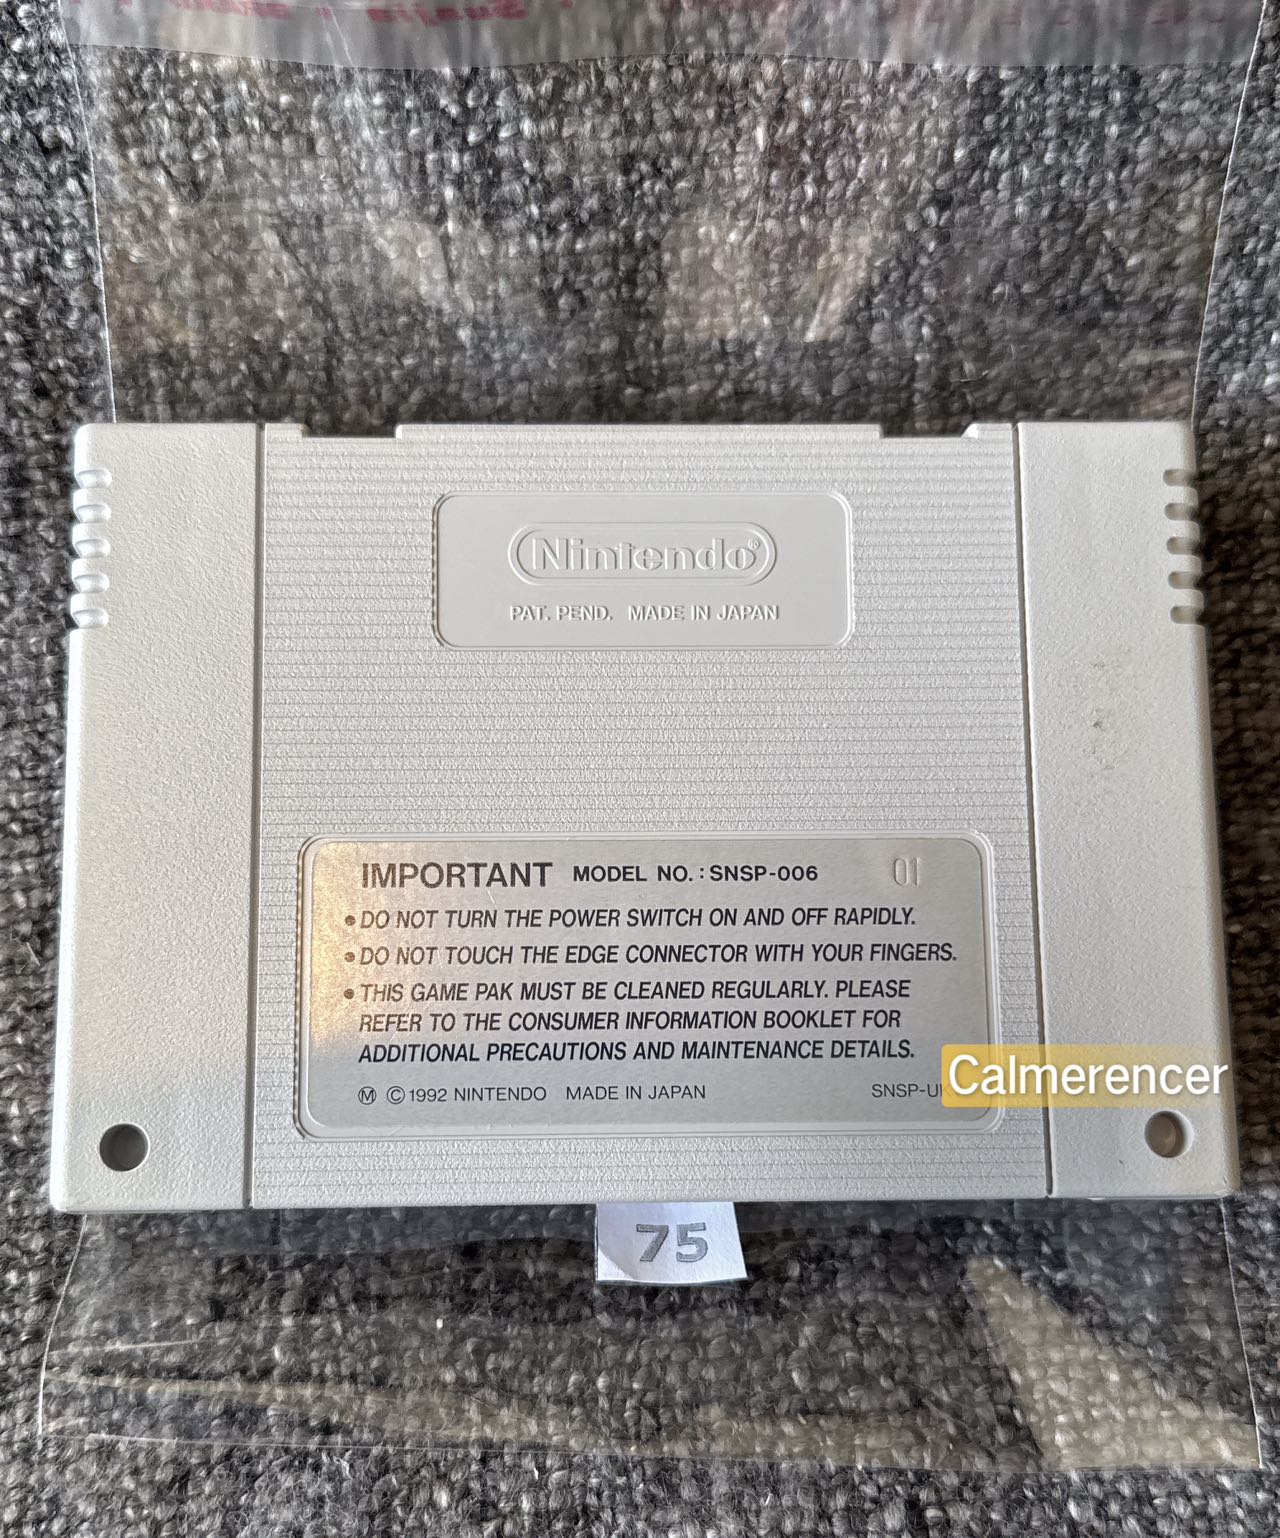 Nintendo®
PAT. PEND. MADE IN JAPAN
IMPORTANT MODEL NO.: SNSP-006 01
•DO NOT TURN THE POWER SWITCH ON AND OFF RAPIDLY.
•DO NOT TOUCH THE EDGE CONNECTOR WITH YOUR FINGERS.
•THIS GAME PAK MUST BE CLEANED REGULARLY. PLEASE
REFER TO THE CONSUMER INFORMATION BOOKLET FOR
ADDITIONAL PRECAUTIONS AND MAINTENANCE DETAILS.
Ⓜ © 1992 NINTENDO MADE IN JAPAN
Calmerencer
75